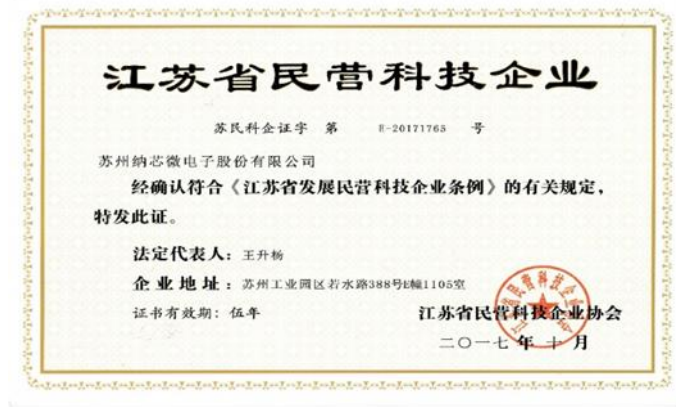 江苏省民营科技企业
苏民科企证字 第 E-20171765 号
苏州纳芯微电子股份有限公司
经确认符合《江苏省发展民营科技企业条例》的有关规定，
特发此证。
法定代表人：王升杨
企业地址：苏州工业园区若水路388号E幢1105室
证书有效期：伍年
江苏省民营科技企业协会
二〇一七年十月